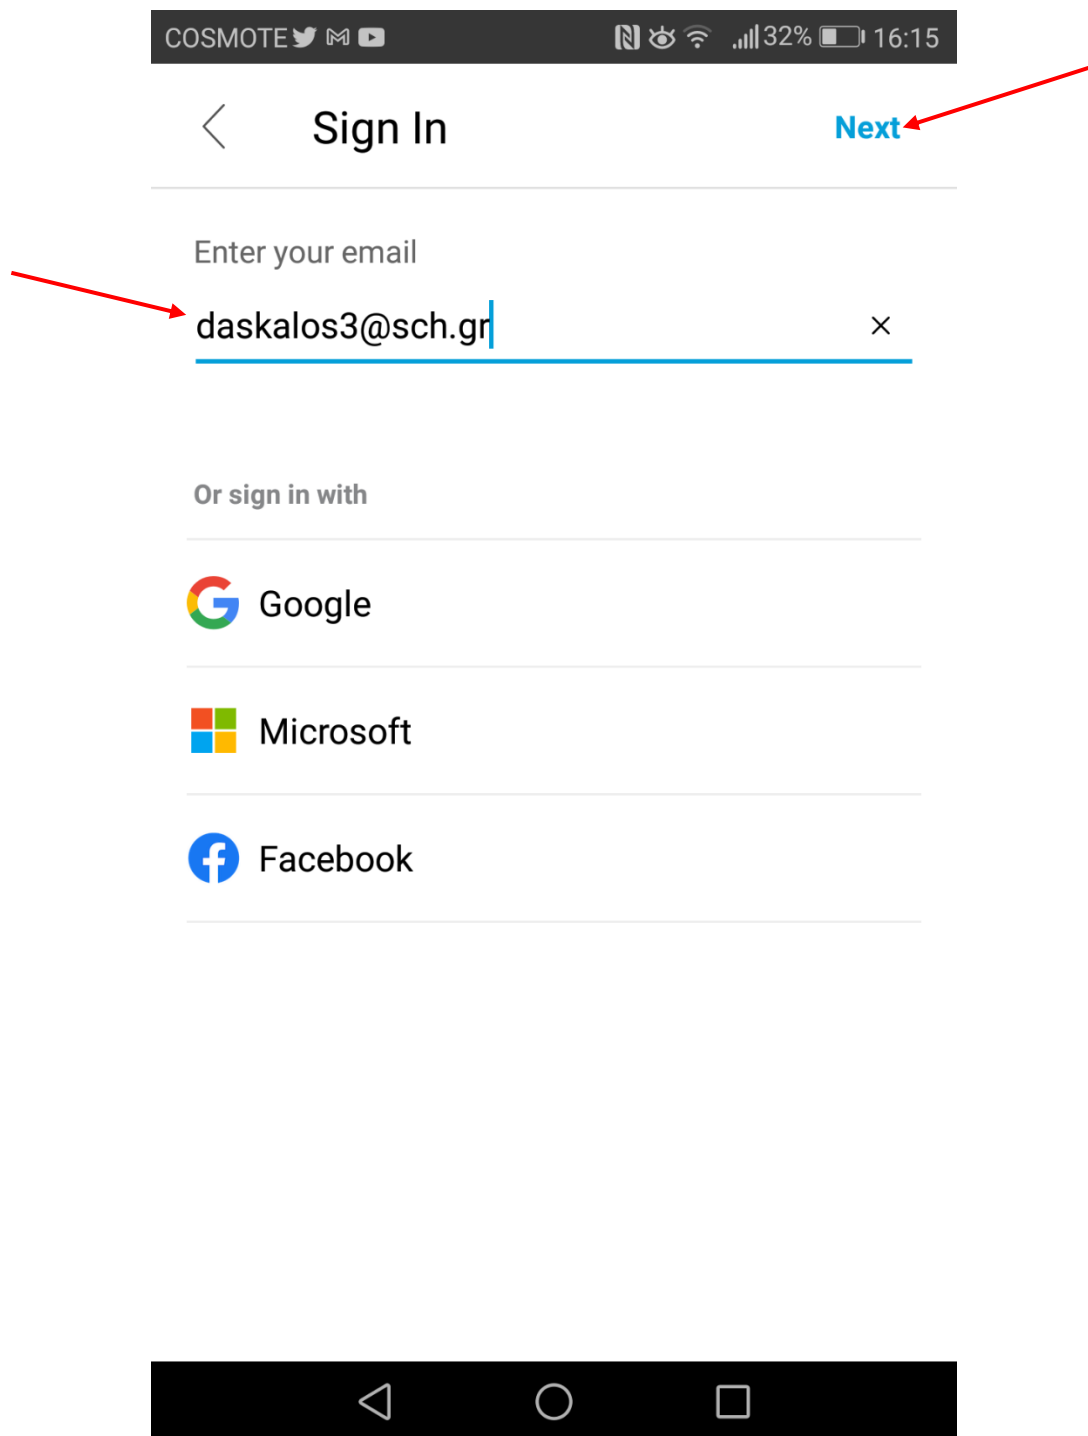 COSMOTE 32% 16:15
Sign In Next
Enter your email
daskalos3@sch.gr
Or sign in with
Google
Microsoft
Facebook